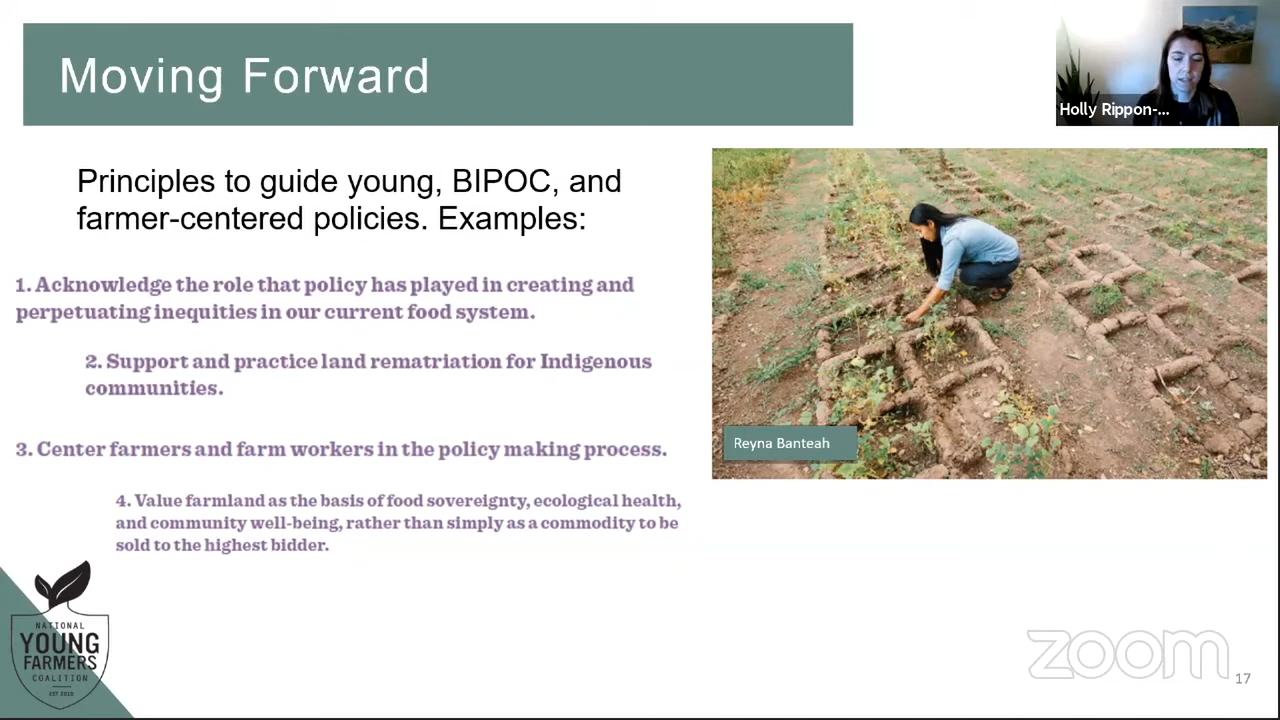 Moving Forward
Holly Rippon-...
Principles to guide young, BIPOC, and
farmer-centered policies. Examples:
1. Acknowledge the role that policy has played in creating and
perpetuating inequities in our current food system.
2. Support and practice land rematriation for Indigenous
communities.
3. Center farmers and farm workers in the policy making process.
4. Value farmland as the basis of food sovereignty, ecological health,
and community well-being, rather than simply as a commodity to be
sold to the highest bidder.
Reyna Banteah
NATIONAL
YOUNG
FARMERS
COALITION
EST 2010
zoom
17